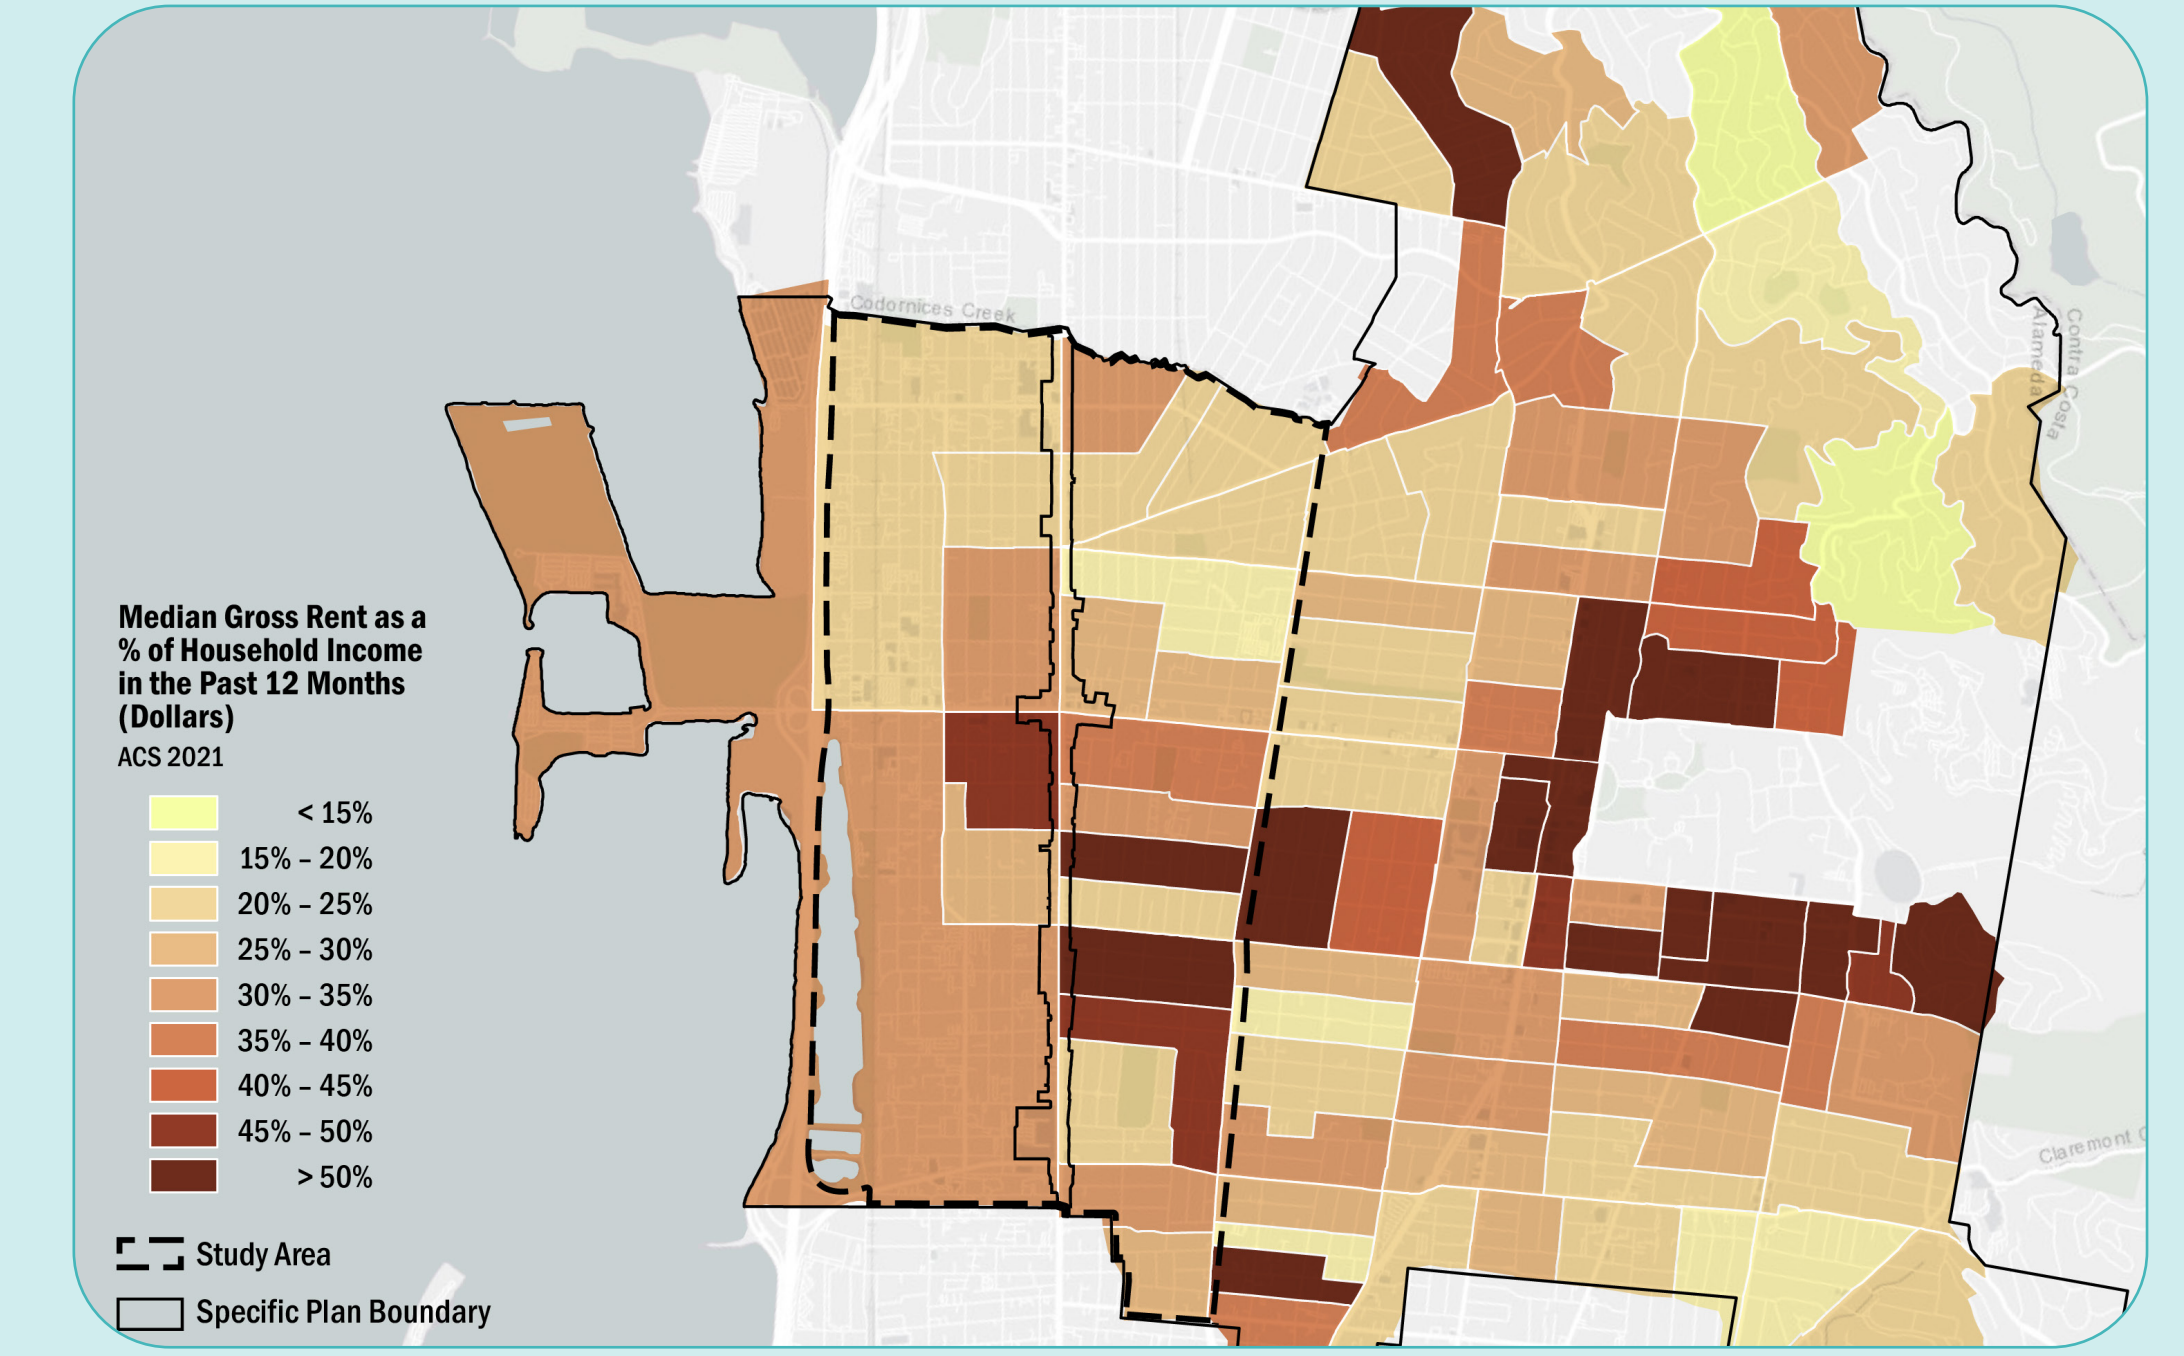 Codornices Creek
Contra Costa
Alameda
Median Gross Rent as a
% of Household Income
in the Past 12 Months
(Dollars)
ACS 2021
< 15%
15% – 20%
20% – 25%
25% – 30%
30% – 35%
35% – 40%
40% – 45%
45% – 50%
> 50%
Claremont C
Study Area
Specific Plan Boundary